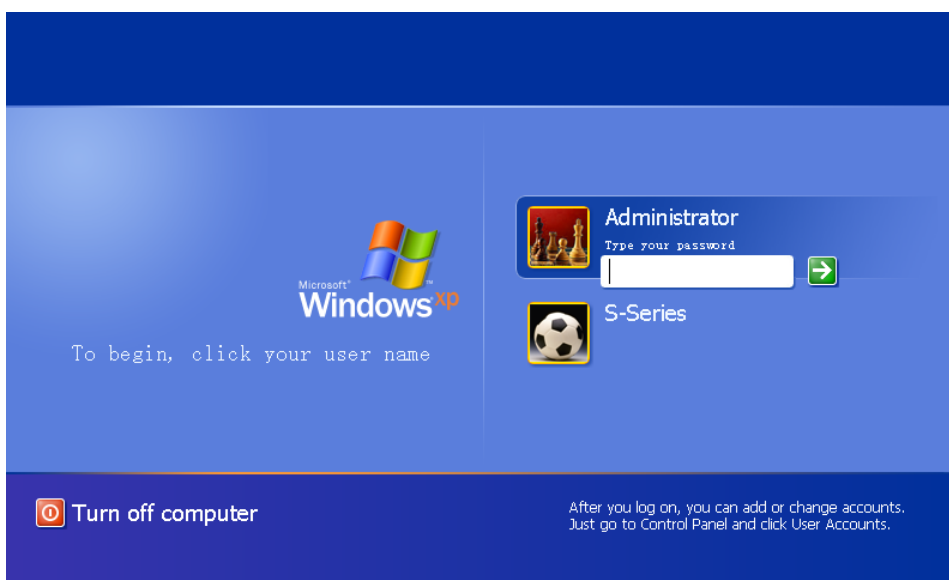 Administrator
Type your password
Microsoft®
Windows xp
To begin, click your user name
S-Series
Turn off computer
After you log on, you can add or change accounts.
Just go to Control Panel and click User Accounts.